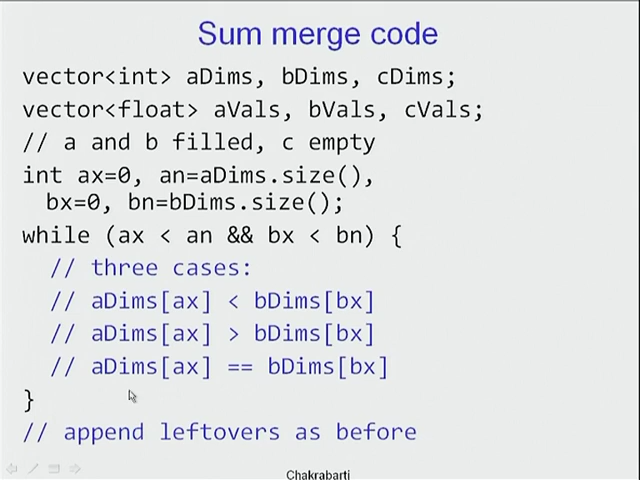 Sum merge code
vector<int> aDims, bDims, cDims;
vector<float> aVals, bVals, cVals;
// a and b filled, c empty
int ax=0, an=aDims.size(),
bx=0, bn=bDims.size();
while (ax < an && bx < bn) {
// three cases:
// aDims[ax] < bDims[bx]
// aDims[ax] > bDims[bx]
// aDims[ax] == bDims[bx]
}
// append leftovers as before
Chakrabarti